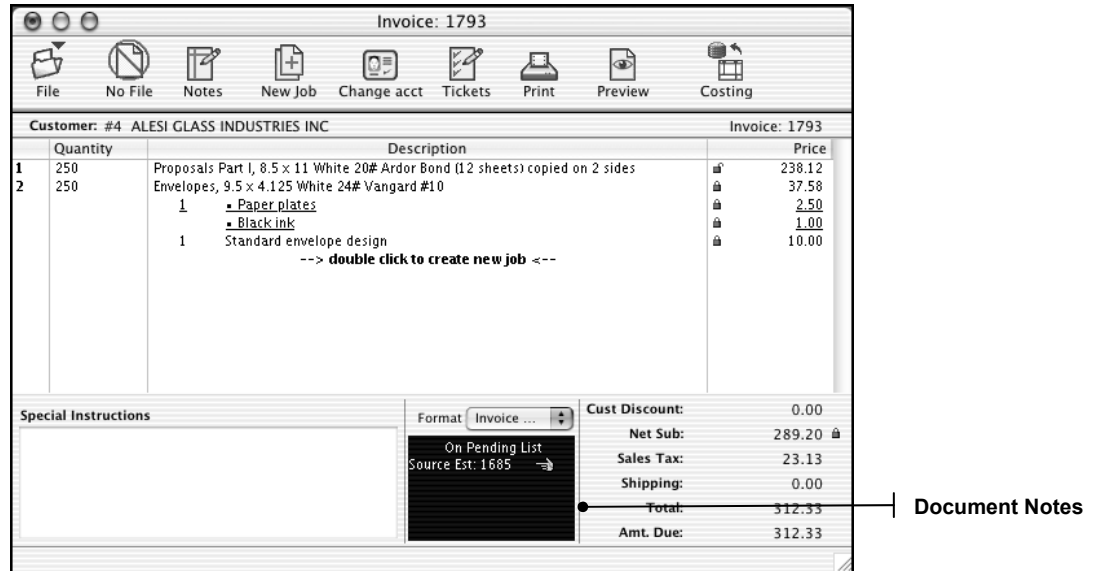 Invoice: 1793
File No File Notes New Job Change acct Tickets Print Preview Costing
Customer: #4 ALESI GLASS INDUSTRIES INC Invoice: 1793
Quantity Description Price
1 250 Proposals Part I, 8.5 x 11 White 20# Ardor Bond (12 sheets) copied on 2 sides 238.12
2 250 Envelopes, 9.5 x 4.125 White 24# Vangard #10 37.58
1 ▪ Paper plates 2.50
▪ Black ink 1.00
1 Standard envelope design 10.00
--> double click to create new job <--
Special Instructions
Format Invoice ...
On Pending List
Source Est: 1685
Cust Discount: 0.00
Net Sub: 289.20
Sales Tax: 23.13
Shipping: 0.00
Total: 312.33
Amt. Due: 312.33
Document Notes